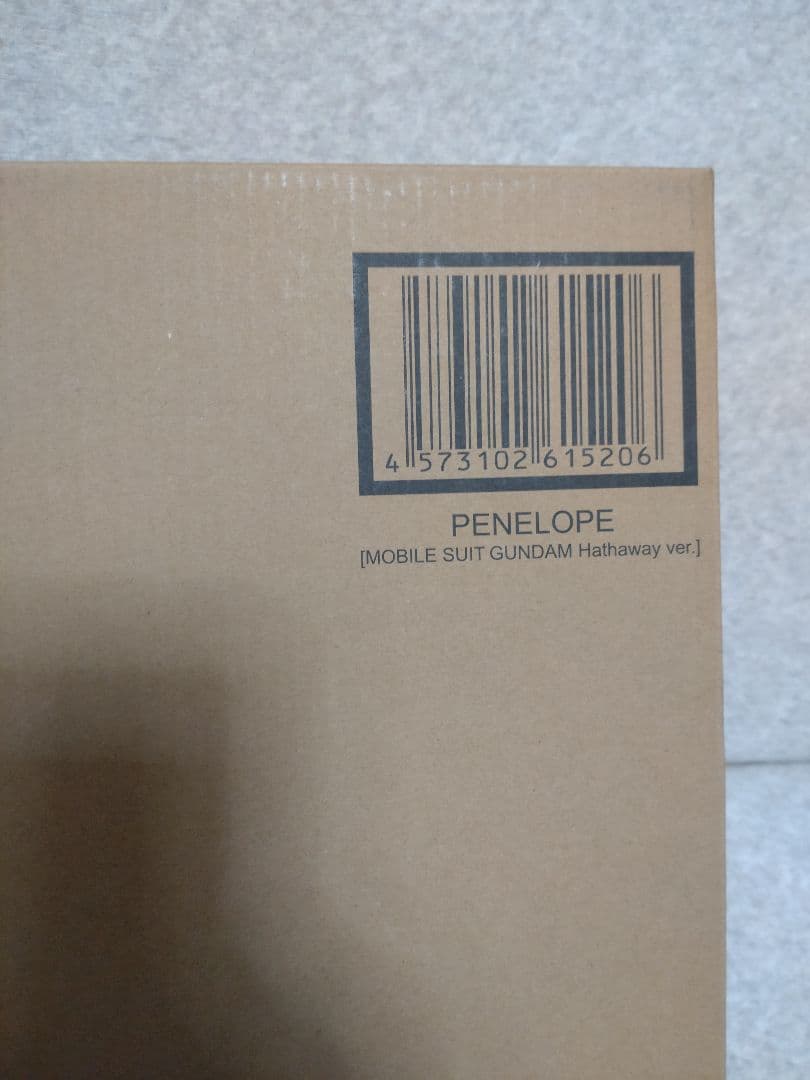 4 573102 615206
PENELOPE
[MOBILE SUIT GUNDAM Hathaway ver.]